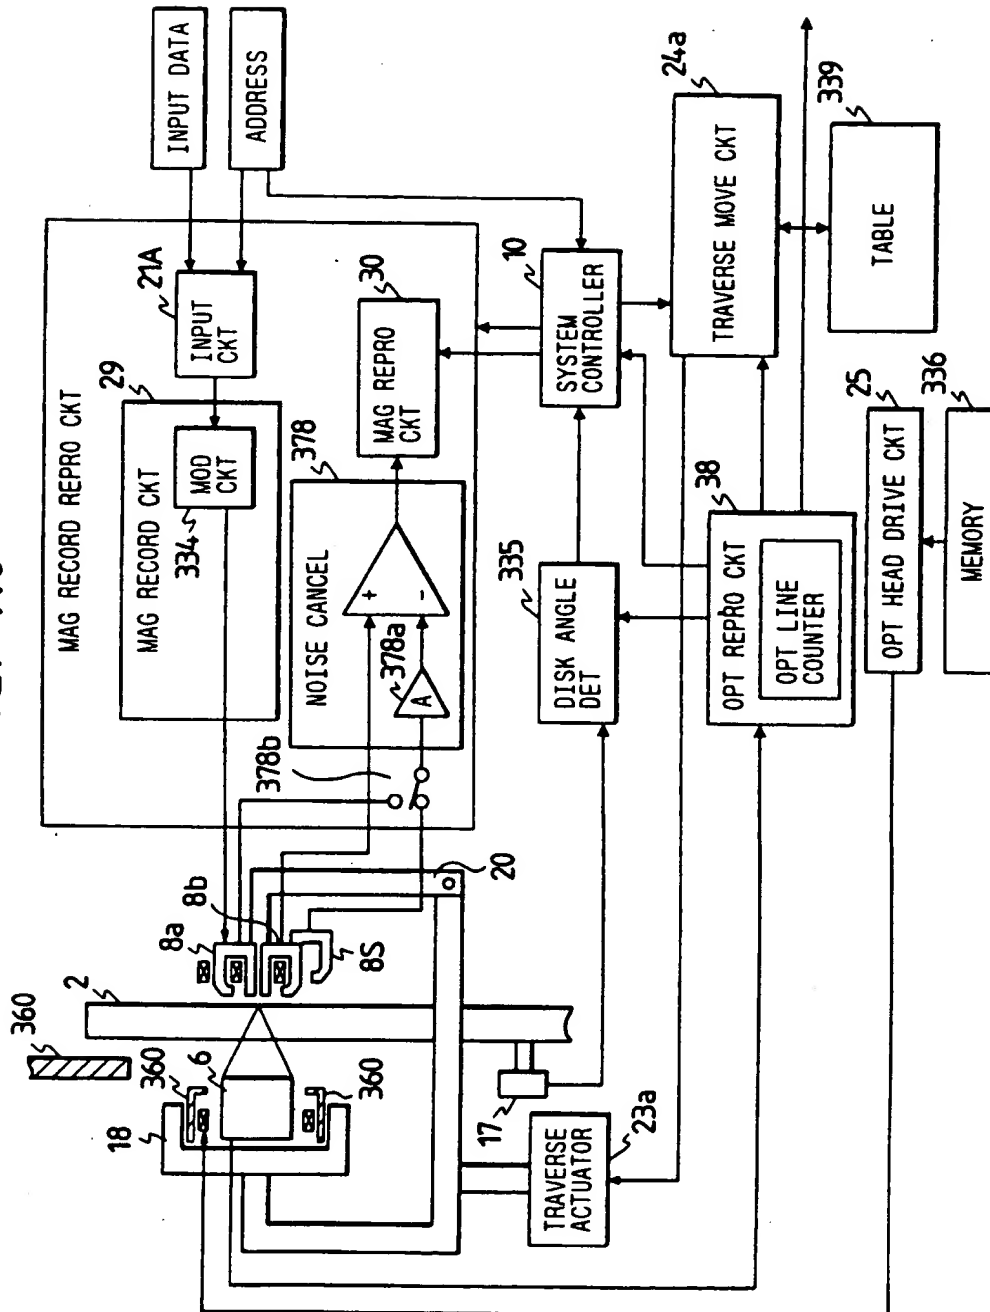 INPUT DATA
ADDRESS
MAG RECORD REPRO CKT
21A
INPUT
CKT
29
MAG RECORD CKT
MOD
CKT
334
30
MAG REPRO
CKT
378
NOISE CANCEL
+
-
A
378a
378b
10
SYSTEM
CONTROLLER
24a
TRAVERSE MOVE CKT
339
TABLE
335
DISK ANGLE
DET
38
OPT REPRO CKT
OPT LINE
COUNTER
25
OPT HEAD DRIVE CKT
336
MEMORY
20
8b
8a
8S
2
360
360
6
360
18
17
23a
TRAVERSE
ACTUATOR